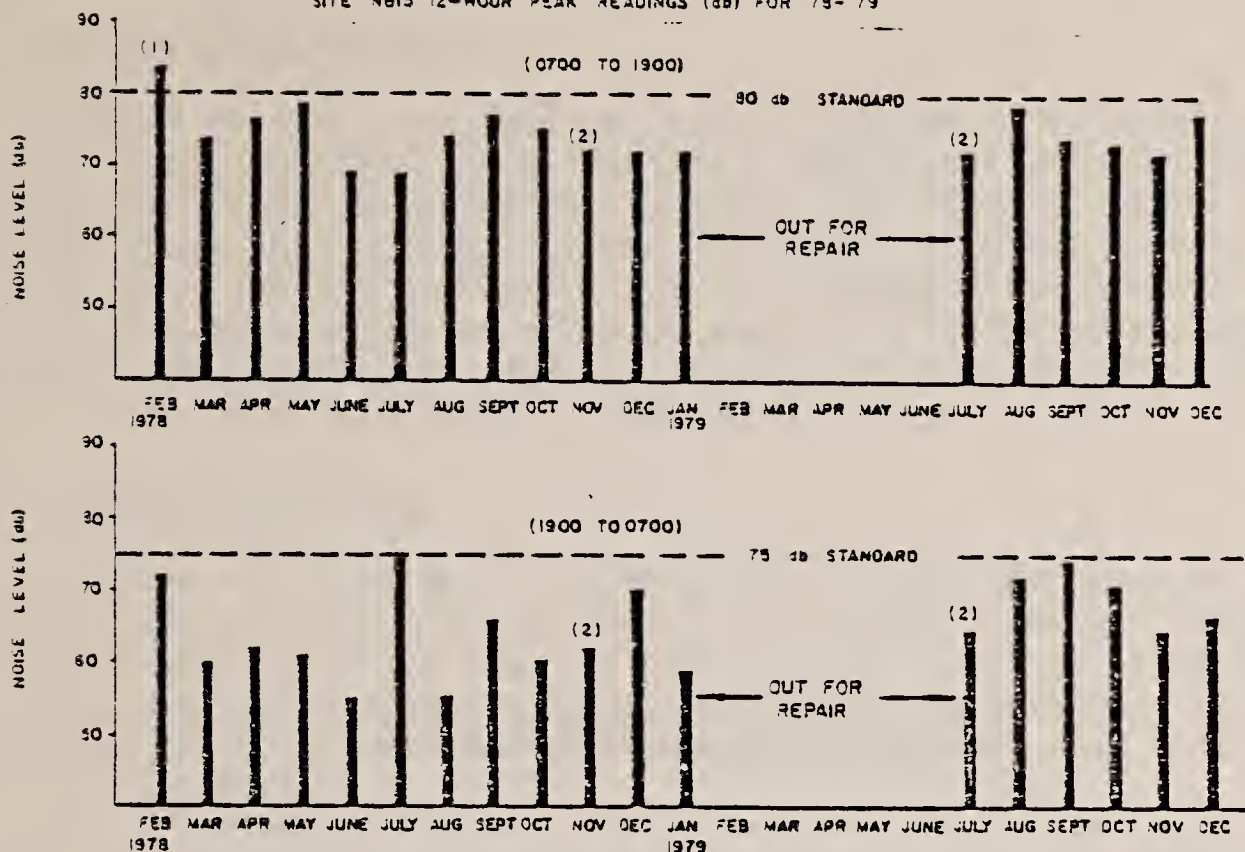 SITE NB15 12-HOUR PEAK READINGS (db) FOR 78-79
90
(1)
(0700 TO 1900)
80
80 db STANDARD
70
(2)
(2)
60
OUT FOR
REPAIR
50
NOISE LEVEL (db)
FEB MAR APR MAY JUNE JULY AUG SEPT OCT NOV DEC JAN FEB MAR APR MAY JUNE JULY AUG SEPT OCT NOV DEC
1978 1979
90
80
(1900 TO 0700)
75 db STANDARD
70
(2)
(2)
60
OUT FOR
REPAIR
50
NOISE LEVEL (db)
FEB MAR APR MAY JUNE JULY AUG SEPT OCT NOV DEC JAN FEB MAR APR MAY JUNE JULY AUG SEPT OCT NOV DEC
1978 1979